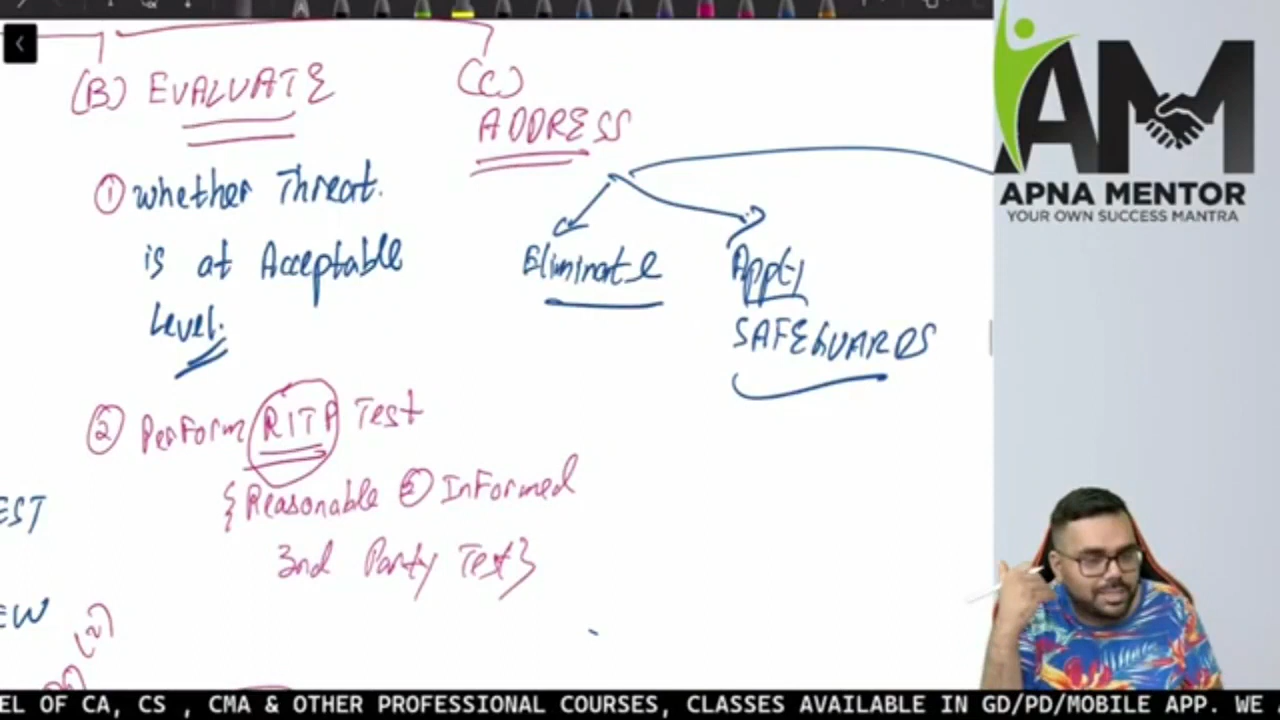 (B) EVALUATE
① Whether Threat.
is at Acceptable
Level.
② Perform RITP Test
{Reasonable & Informed
3nd Party Test}
(C)
ADDRESS
Eliminate
Apply
SAFEGUARDS
EST
EW
AM
APNA MENTOR
YOUR OWN SUCCESS MANTRA
EL OF CA, CS , CMA & OTHER PROFESSIONAL COURSES, CLASSES AVAILABLE IN GD/PD/MOBILE APP. WE